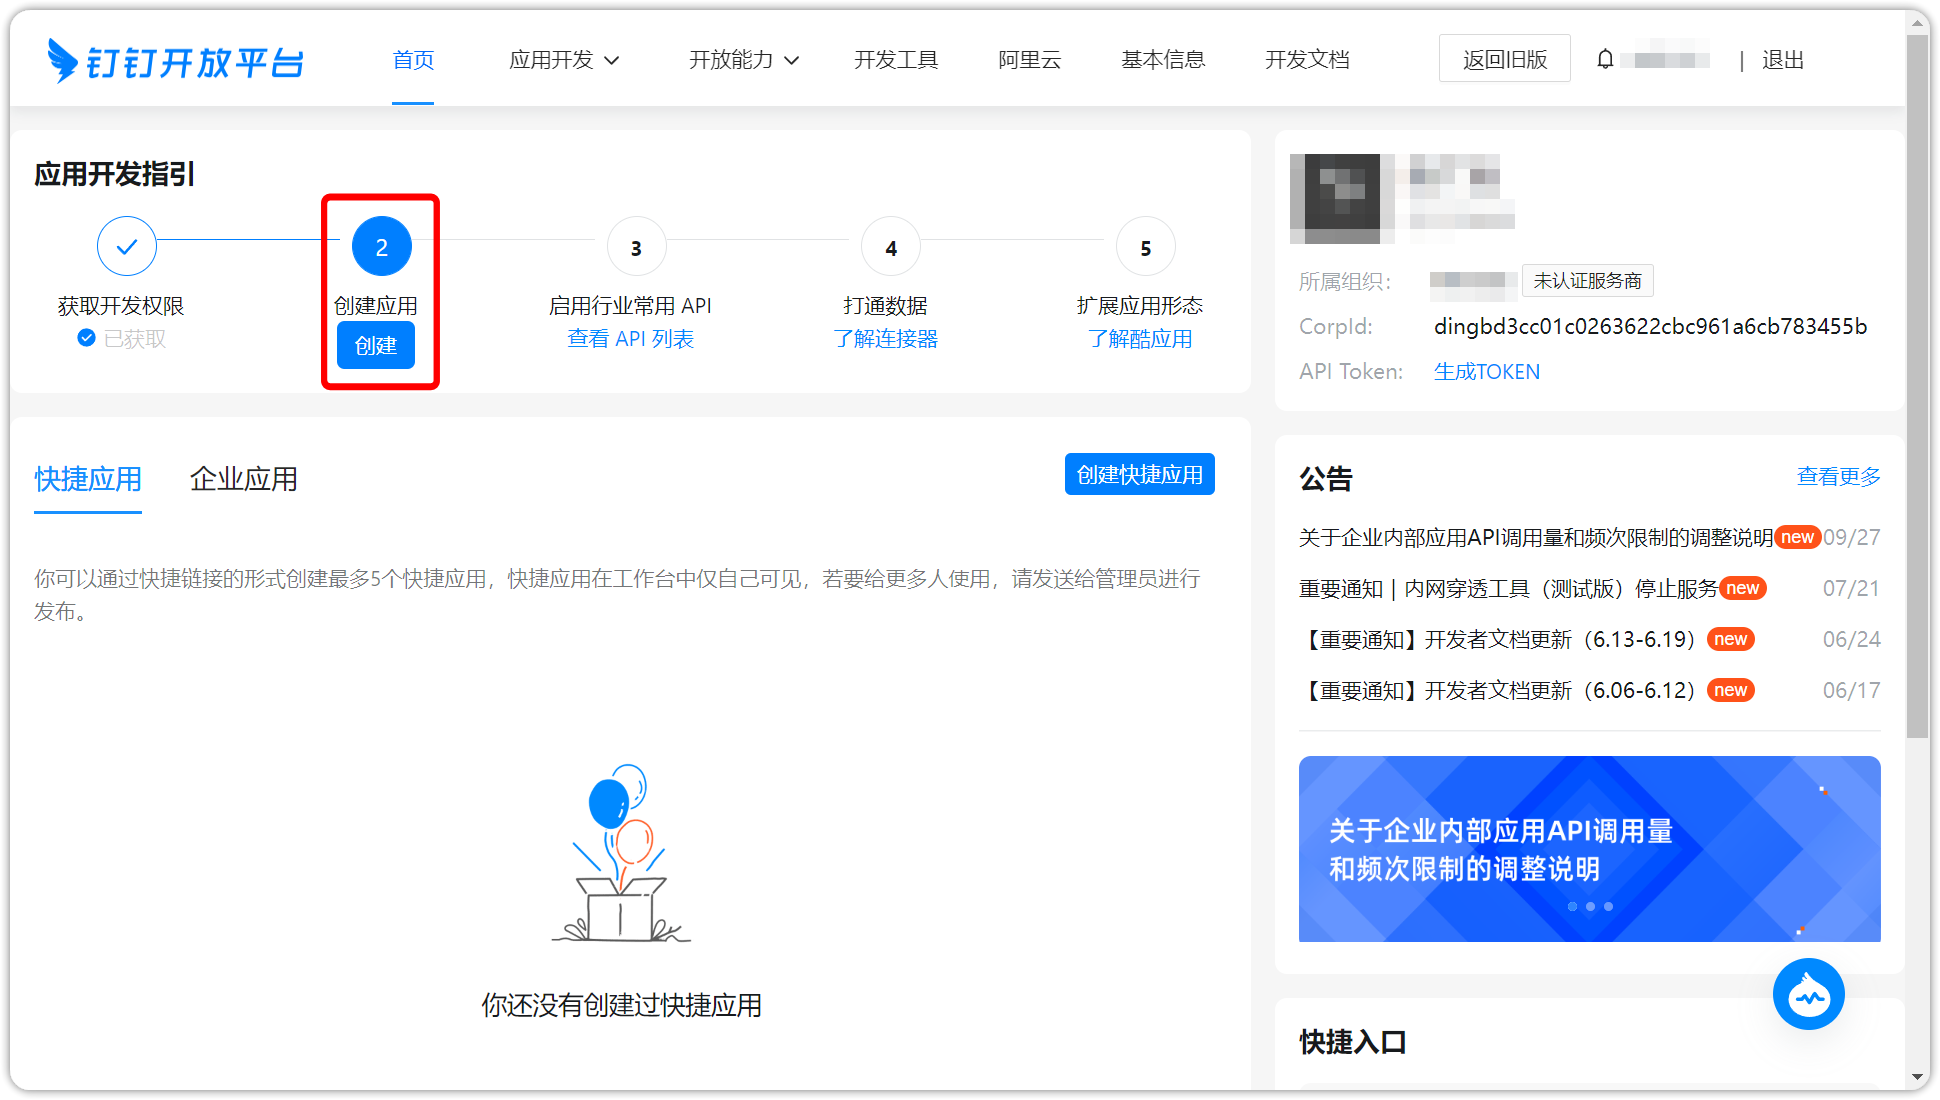 钉钉开放平台
首页
应用开发
开放能力
开发工具
阿里云
基本信息
开发文档
返回旧版
| 退出
应用开发指引
2
3
4
5
获取开发权限
创建应用
启用行业常用 API
打通数据
扩展应用形态
已获取
创建
查看 API 列表
了解连接器
了解酷应用
所属组织：
未认证服务商
CorpId:
dingbd3cc01c0263622cbc961a6cb783455b
API Token:
生成TOKEN
快捷应用
企业应用
创建快捷应用
你可以通过快捷链接的形式创建最多5个快捷应用，快捷应用在工作台中仅自己可见，若要给更多人使用，请发送给管理员进行
发布。
你还没有创建过快捷应用
公告
查看更多
关于企业内部应用API调用量和频次限制的调整说明 new 09/27
重要通知 | 内网穿透工具（测试版）停止服务 new 07/21
【重要通知】开发者文档更新（6.13-6.19） new 06/24
【重要通知】开发者文档更新（6.06-6.12） new 06/17
关于企业内部应用API调用量
和频次限制的调整说明
快捷入口